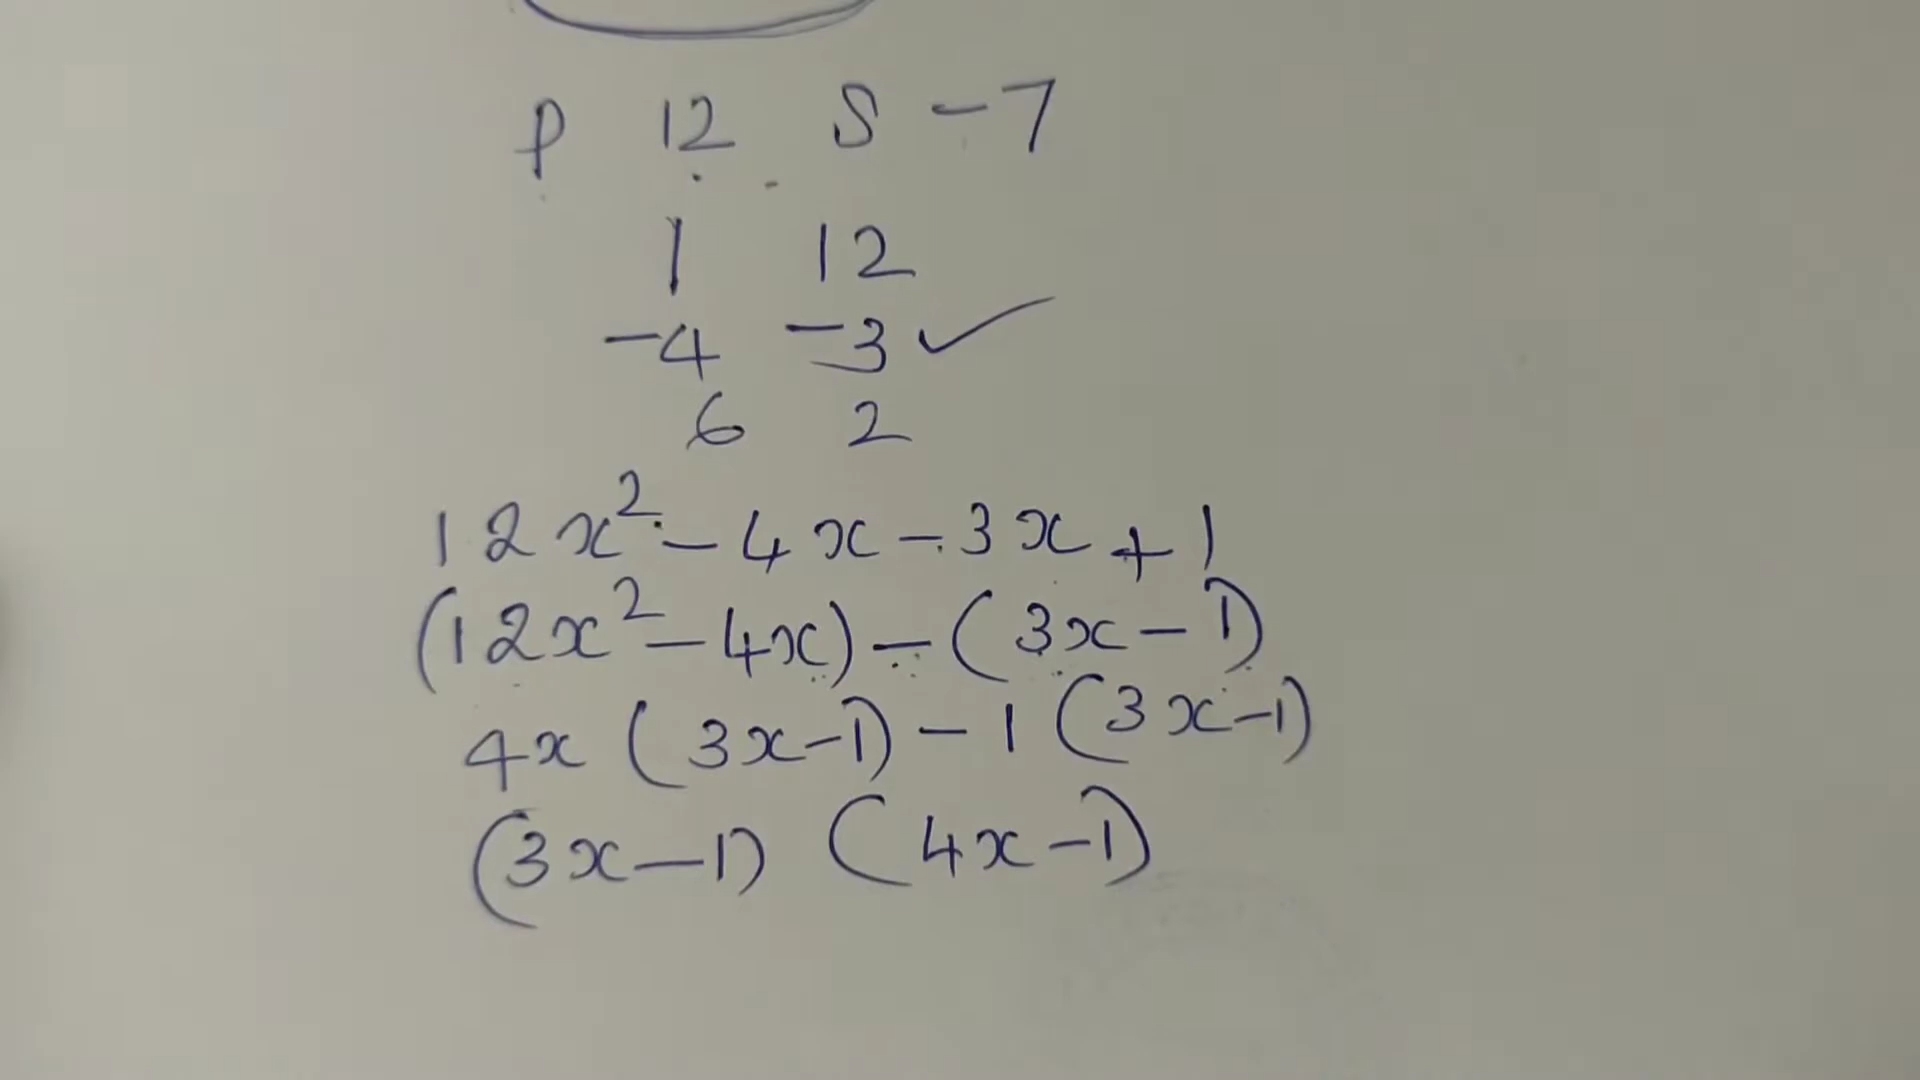 P 12 S -7
1 12
-4 -3 ✓
6 2
12x² - 4x - 3x + 1
(12x² - 4x) - (3x - 1)
4x (3x - 1) - 1 (3x - 1)
(3x - 1) (4x - 1)